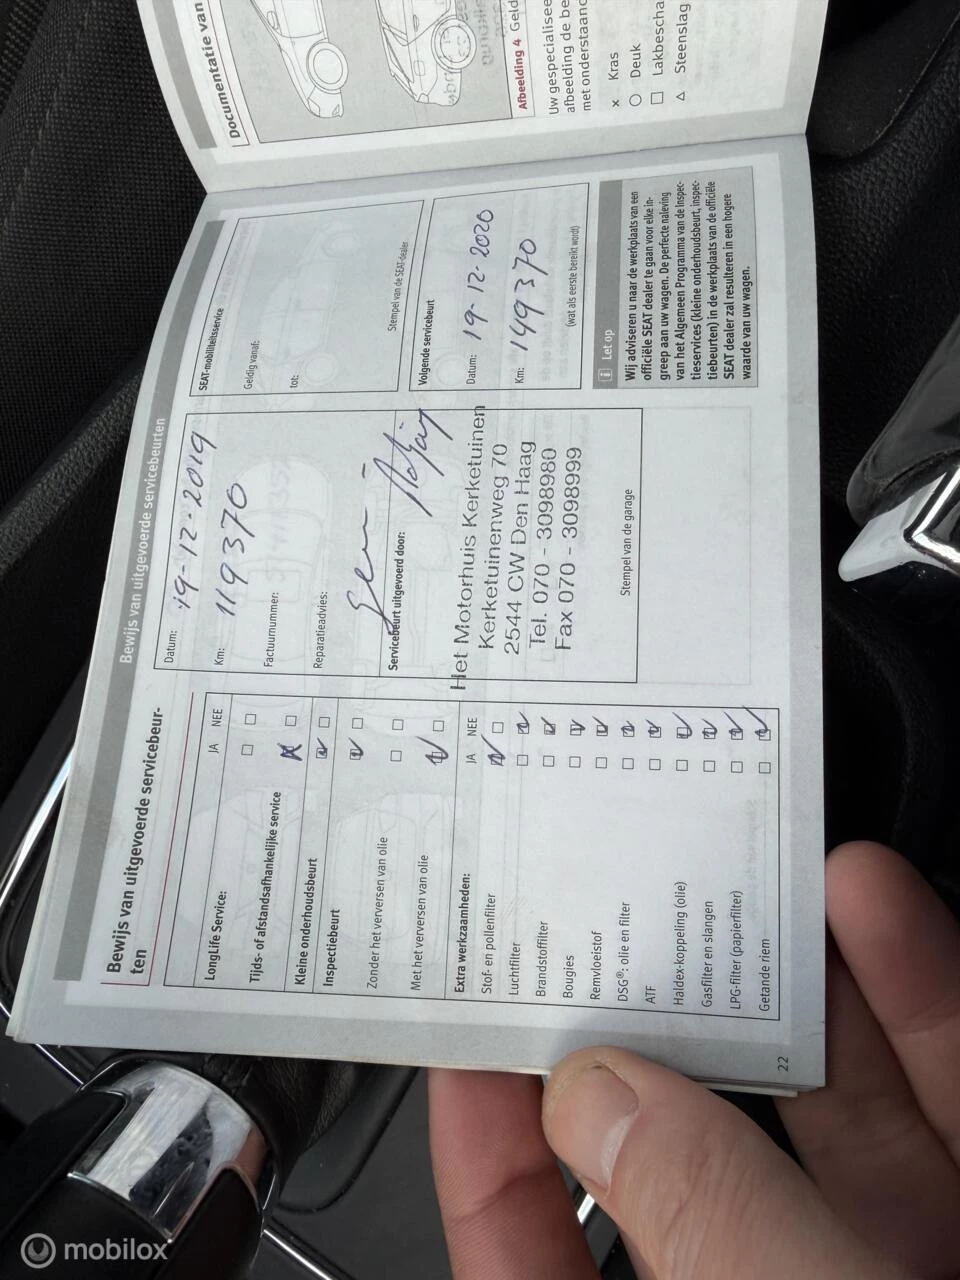 Documentatie van
Afbeelding 4 Geld
Uw gespecialisee
afbeelding de be
met onderstaand
× Kras
○ Deuk
□ Lakbescha
△ Steenslag
Bewijs van uitgevoerde servicebeurten
Bewijs van uitgevoerde servicebeur-
ten
JA NEE
LongLife Service:
Tijds- of afstandsafhankelijke service
Kleine onderhoudsbeurt
Inspectiebeurt
Zonder het verversen van olie
Met het verversen van olie
Extra werkzaamheden: JA NEE
Stof- en pollenfilter
Luchtfilter
Brandstoffilter
Bougies
Remvloeistof
DSG®: olie en filter
ATF
Haldex-koppeling (olie)
Gasfilter en slangen
LPG-filter (papierfilter)
Getande riem
Datum: 19-12-2019
Km: 119370
Factuurnummer:
Reparatieadvies:
Geen
Servicebeurt uitgevoerd door:
Het Motorhuis Kerketuinen
Kerketuinenweg 70
2544 CW Den Haag
Tel. 070 - 3098980
Fax 070 - 3098999
Stempel van de garage
SEAT-mobiliteitsservice
Geldig vanaf:
tot:
Stempel van de SEAT-dealer
Volgende servicebeurt
Datum: 19-12-2020
Km: 149370
(wat als eerste bereikt word)
i Let op
Wij adviseren u naar de werkplaats van een
officiële SEAT dealer te gaan voor elke in-
greep aan uw wagen. De perfecte naleving
van het Algemeen Programma van de Inspec-
tieservices (kleine onderhoudsbeurt, inspec-
tiebeurten) in de werkplaats van de officiële
SEAT dealer zal resulteren in een hogere
waarde van uw wagen.
22
mobilox